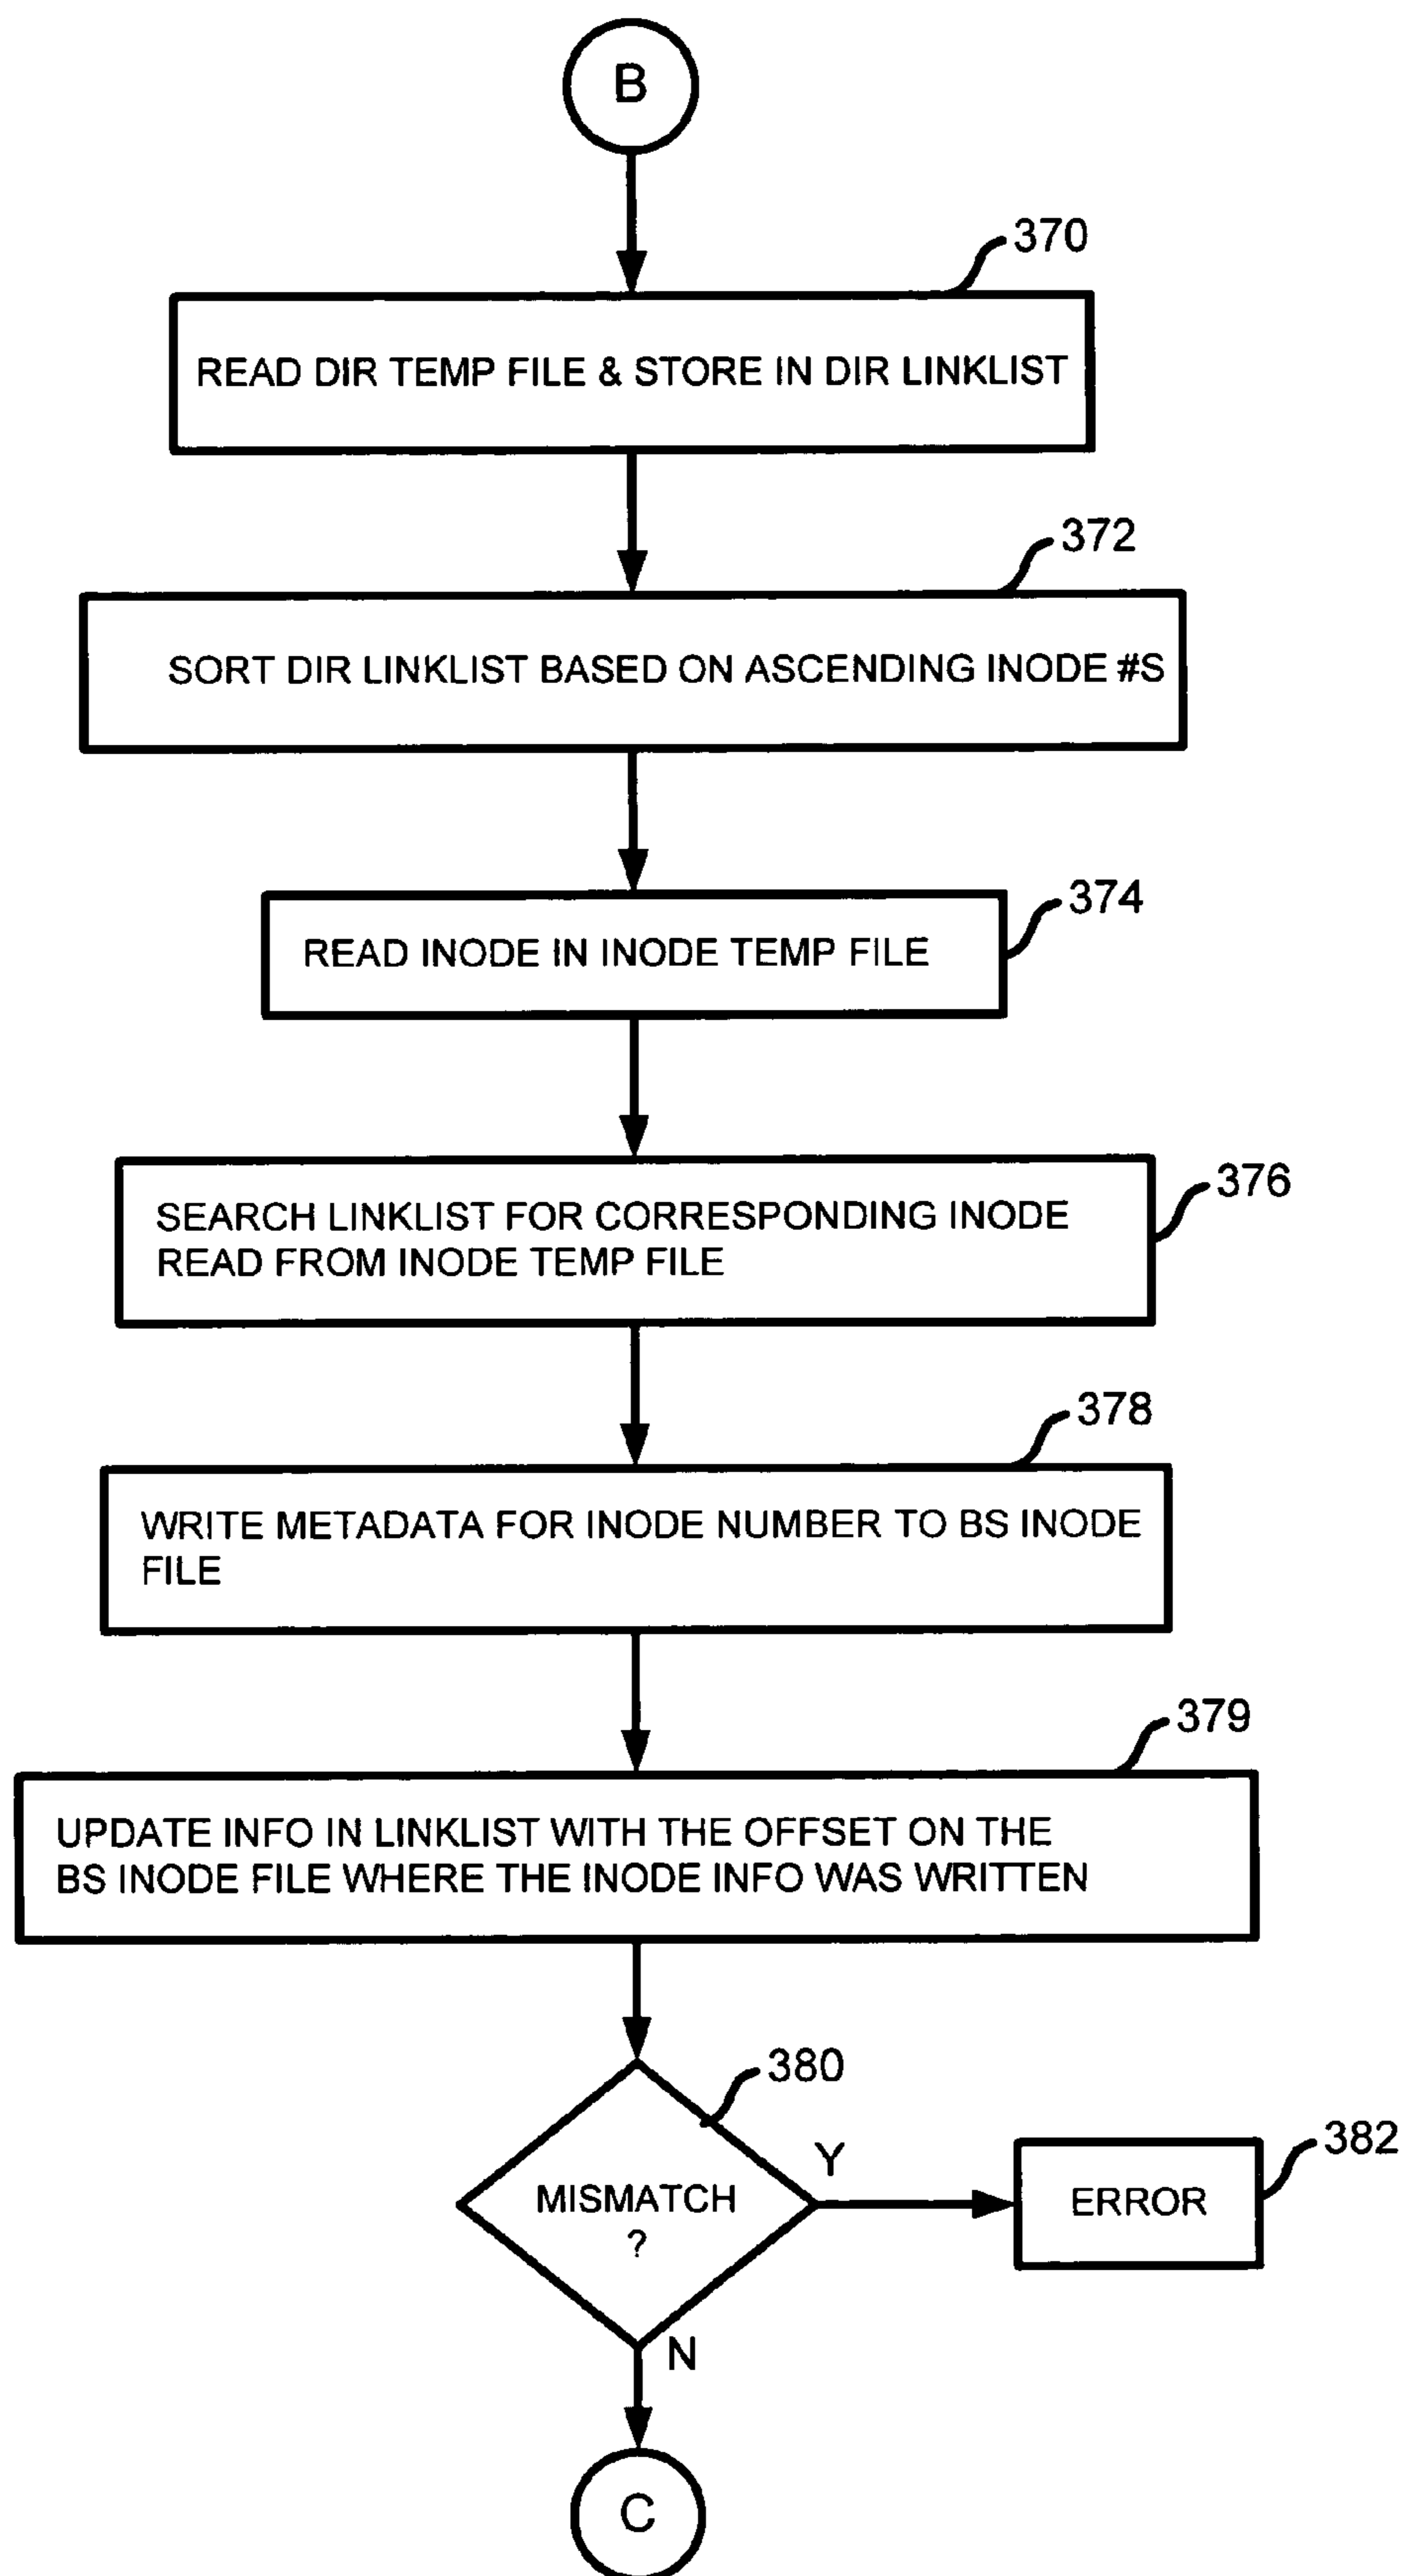 B
370
READ DIR TEMP FILE & STORE IN DIR LINKLIST
372
SORT DIR LINKLIST BASED ON ASCENDING INODE #S
374
READ INODE IN INODE TEMP FILE
376
SEARCH LINKLIST FOR CORRESPONDING INODE
READ FROM INODE TEMP FILE
378
WRITE METADATA FOR INODE NUMBER TO BS INODE
FILE
379
UPDATE INFO IN LINKLIST WITH THE OFFSET ON THE
BS INODE FILE WHERE THE INODE INFO WAS WRITTEN
380
MISMATCH
?
Y
382
ERROR
N
C